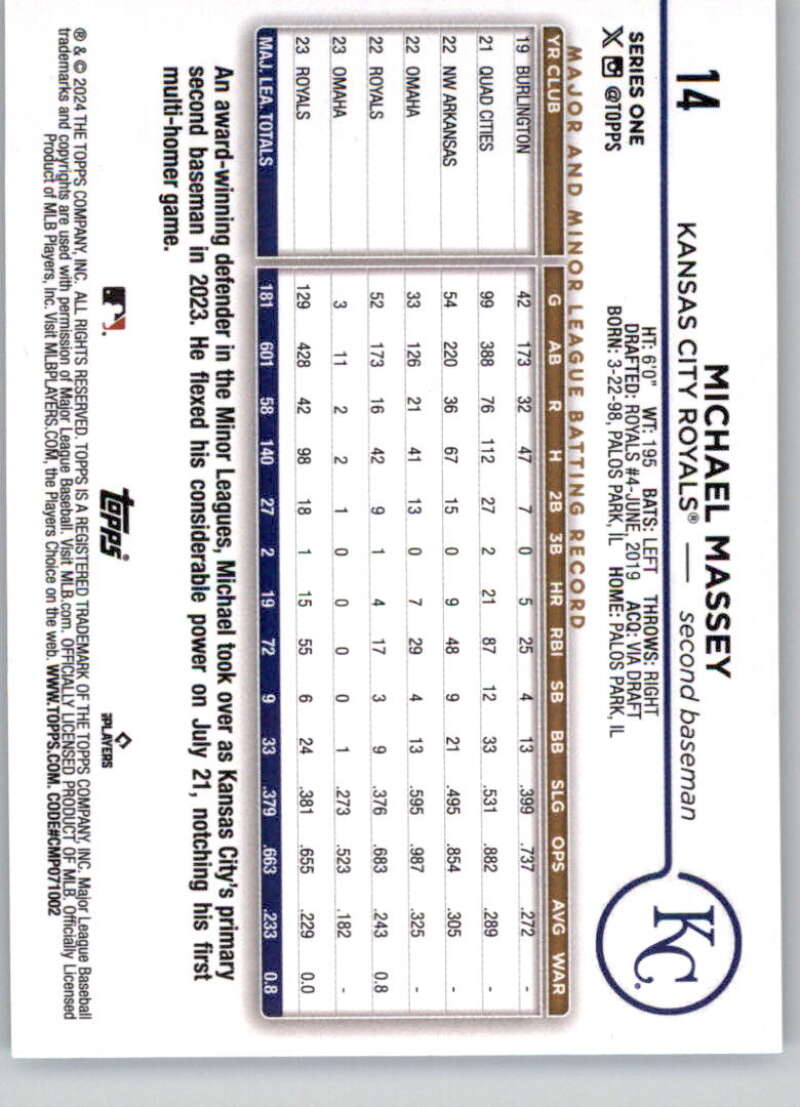 14
MICHAEL MASSEY
KANSAS CITY ROYALS® — second baseman
KC
SERIES ONE
X @TOPPS
HT: 6'0" WT: 195 BATS: LEFT THROWS: RIGHT
DRAFTED: ROYALS #4-JUNE, 2019 ACQ: VIA DRAFT
BORN: 3-22-98, PALOS PARK, IL HOME: PALOS PARK, IL
MAJOR AND MINOR LEAGUE BATTING RECORD
YR CLUB G AB R H 2B 3B HR RBI SB BB SLG OPS AVG WAR
19 BURLINGTON 42 173 32 47 7 0 5 25 4 13 .399 .737 .272 -
21 QUAD CITIES 99 388 76 112 27 2 21 87 12 33 .531 .882 .289 -
22 NW ARKANSAS 54 220 36 67 15 0 9 48 9 21 .495 .854 .305 -
22 OMAHA 33 126 21 41 13 0 7 29 4 13 .595 .987 .325 -
22 ROYALS 52 173 16 42 9 1 4 17 3 9 .376 .683 .243 0.8
23 OMAHA 3 11 2 2 1 0 0 0 0 1 .273 .523 .182 -
23 ROYALS 129 428 42 98 18 1 15 55 6 24 .381 .655 .229 0.0
MAJ. LEA. TOTALS 181 601 58 140 27 2 19 72 9 33 .379 .663 .233 0.8
An award-winning defender in the Minor Leagues, Michael took over as Kansas City's primary
second baseman in 2023. He flexed his considerable power on July 21, notching his first
multi-homer game.
topps®
PLAYERS
® & © 2024 THE TOPPS COMPANY, INC. ALL RIGHTS RESERVED. TOPPS IS A REGISTERED TRADEMARK OF THE TOPPS COMPANY, INC. Major League Baseball
trademarks and copyrights are used with permission of Major League Baseball. Visit MLB.com. OFFICIALLY LICENSED PRODUCT OF MLB. Officially Licensed
Product of MLB Players, Inc. Visit MLBPLAYERS.COM, the Players Choice on the web. WWW.TOPPS.COM. CODE#CMP071002